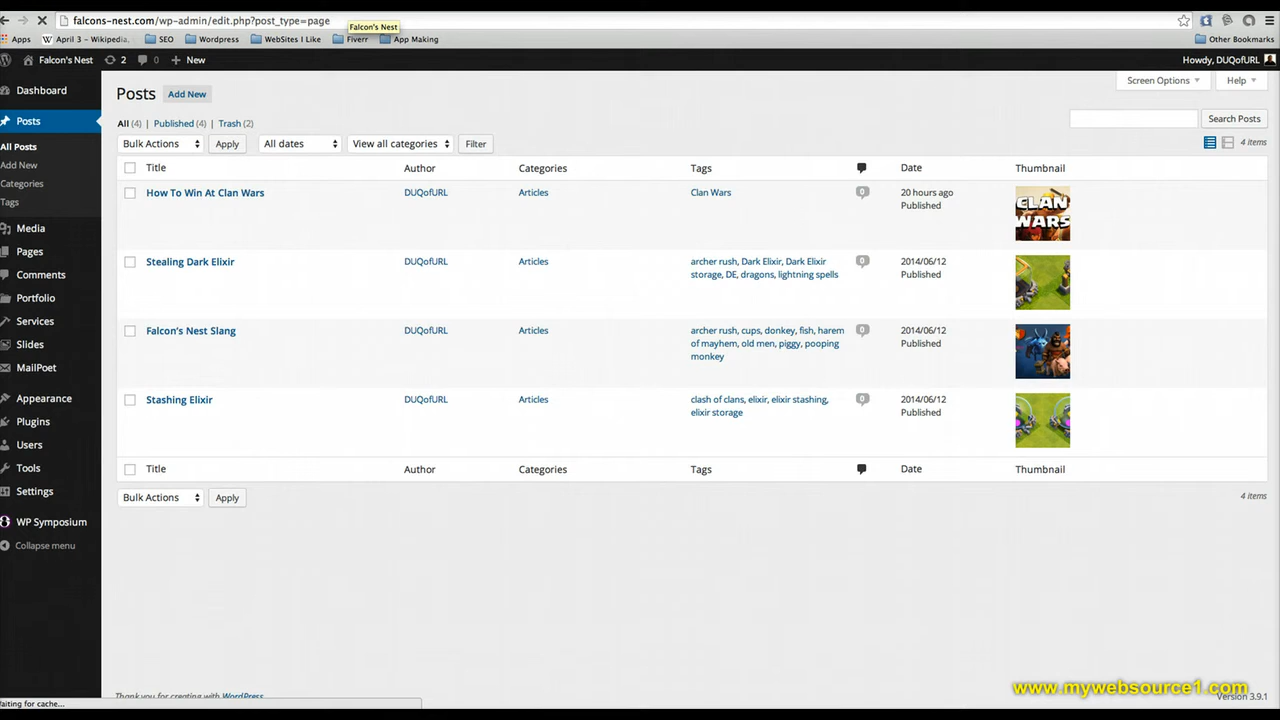 falcons-nest.com/wp-admin/edit.php?post_type=page
Falcon's Nest
Apps April 3 - Wikipedia, SEO Wordpress WebSites I Like Fiverr App Making Other Bookmarks
Falcon's Nest 2 0 + New Howdy, DUQofURL
Screen Options Help
Dashboard
Posts
All Posts
Add New
Categories
Tags
Media
Pages
Comments
Portfolio
Services
Slides
MailPoet
Appearance
Plugins
Users
Tools
Settings
WP Symposium
Collapse menu
Posts Add New
All (4) | Published (4) | Trash (2)
Search Posts
Bulk Actions Apply All dates View all categories Filter
4 items
Title Author Categories Tags Date Thumbnail
How To Win At Clan Wars DUQofURL Articles Clan Wars 0 20 hours ago
Published
CLAN
WARS
Stealing Dark Elixir DUQofURL Articles archer rush, Dark Elixir, Dark Elixir 0 2014/06/12
storage, DE, dragons, lightning spells Published
Falcon's Nest Slang DUQofURL Articles archer rush, cups, donkey, fish, harem 0 2014/06/12
of mayhem, old men, piggy, pooping Published
monkey
Stashing Elixir DUQofURL Articles clash of clans, elixir, elixir stashing, 0 2014/06/12
elixir storage Published
Title Author Categories Tags Date Thumbnail
Bulk Actions Apply
4 items
Thank you for creating with WordPress
www.mywebsource1.com
Version 3.9.1
aiting for cache...